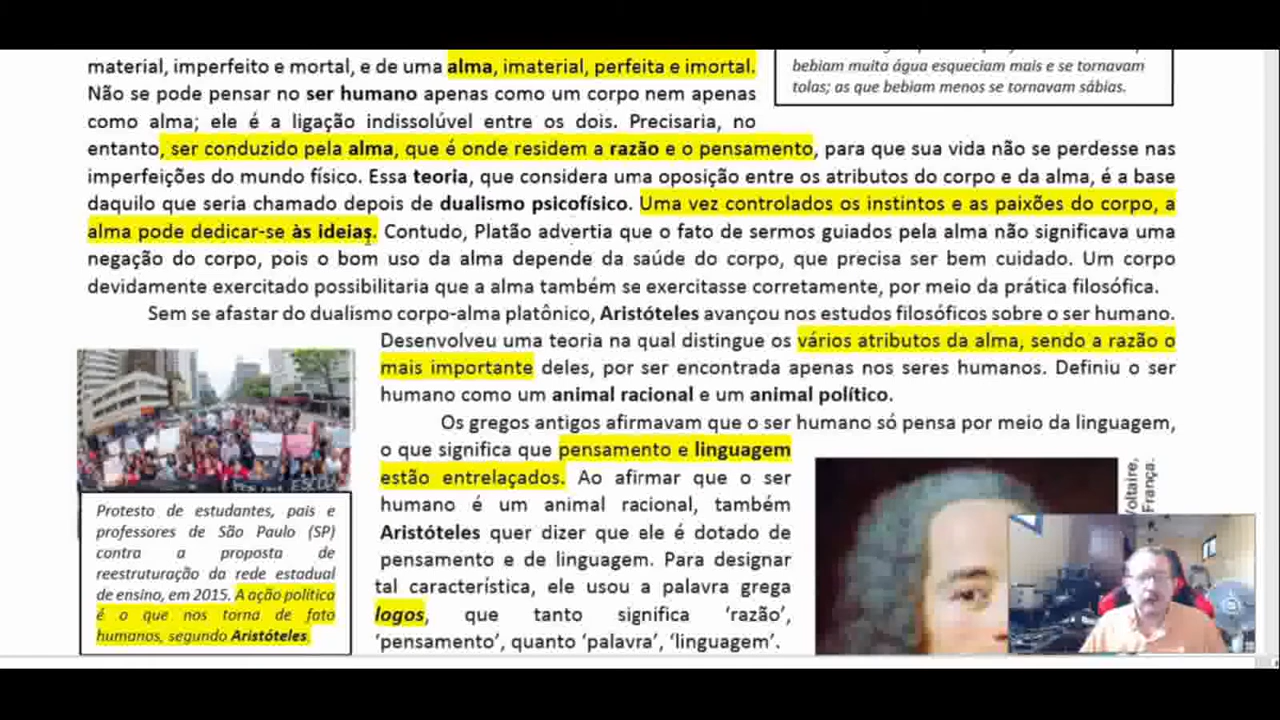 material, imperfeito e mortal, e de uma alma, imaterial, perfeita e imortal.
Não se pode pensar no ser humano apenas como um corpo nem apenas
como alma; ele é a ligação indissolúvel entre os dois. Precisaria, no
entanto, ser conduzido pela alma, que é onde residem a razão e o pensamento, para que sua vida não se perdesse nas
imperfeições do mundo físico. Essa teoria, que considera uma oposição entre os atributos do corpo e da alma, é a base
daquilo que seria chamado depois de dualismo psicofísico. Uma vez controlados os instintos e as paixões do corpo, a
alma pode dedicar-se às ideias. Contudo, Platão advertia que o fato de sermos guiados pela alma não significava uma
negação do corpo, pois o bom uso da alma depende da saúde do corpo, que precisa ser bem cuidado. Um corpo
devidamente exercitado possibilitaria que a alma também se exercitasse corretamente, por meio da prática filosófica.
bebiam muita água esqueciam mais e se tornavam
tolas; as que bebiam menos se tornavam sábias.
Sem se afastar do dualismo corpo-alma platônico, Aristóteles avançou nos estudos filosóficos sobre o ser humano.
Desenvolveu uma teoria na qual distingue os vários atributos da alma, sendo a razão o
mais importante deles, por ser encontrada apenas nos seres humanos. Definiu o ser
humano como um animal racional e um animal político.
Os gregos antigos afirmavam que o ser humano só pensa por meio da linguagem,
o que significa que pensamento e linguagem
estão entrelaçados. Ao afirmar que o ser
humano é um animal racional, também
Aristóteles quer dizer que ele é dotado de
pensamento e de linguagem. Para designar
tal característica, ele usou a palavra grega
logos, que tanto significa ‘razão’,
‘pensamento’, quanto ‘palavra’, ‘linguagem’.
Protesto de estudantes, pais e
professores de São Paulo (SP)
contra a proposta de
reestruturação da rede estadual
de ensino, em 2015. A ação política
é o que nos torna de fato
humanos, segundo Aristóteles.
França.